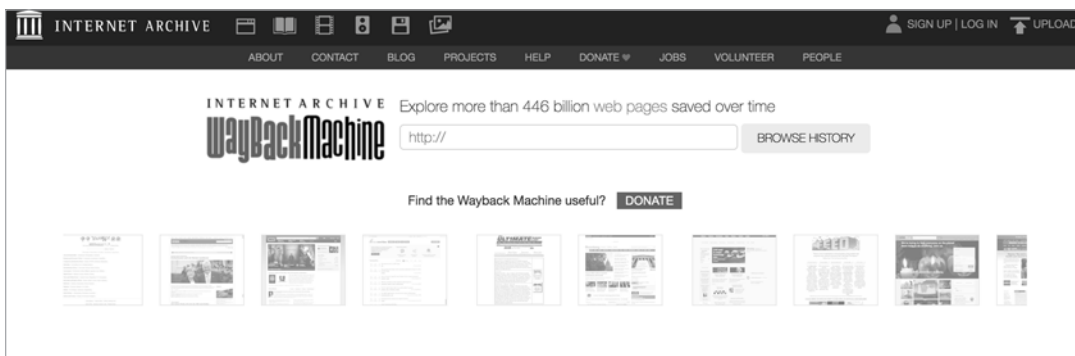 INTERNET ARCHIVE
SIGN UP | LOG IN
UPLOAD
ABOUT CONTACT BLOG PROJECTS HELP DONATE ♥ JOBS VOLUNTEER PEOPLE
INTERNET ARCHIVE
WayBackMachine
Explore more than 446 billion web pages saved over time
http://
BROWSE HISTORY
Find the Wayback Machine useful?
DONATE
ULTIMATE